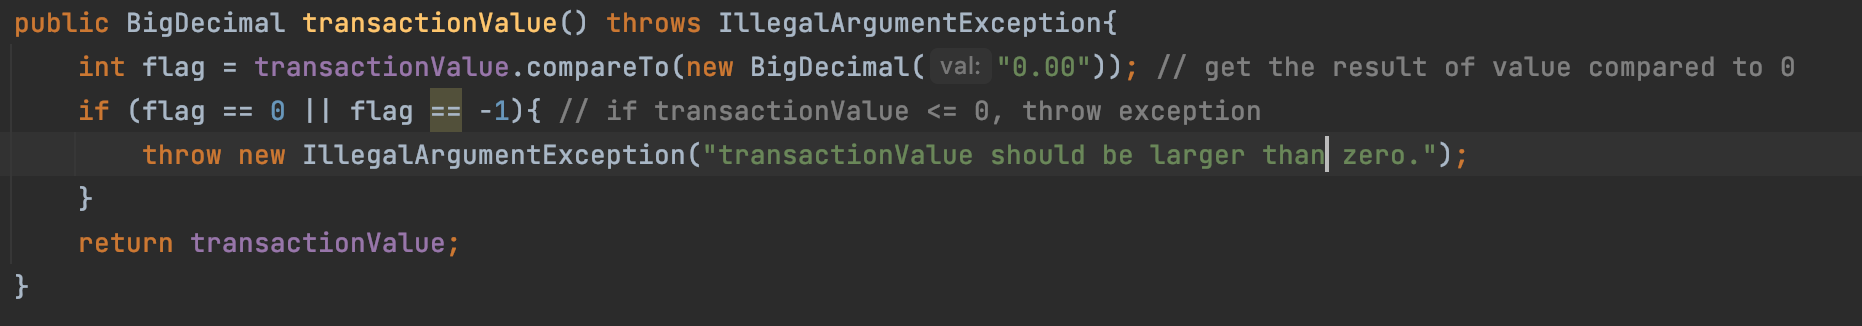 public BigDecimal transactionValue() throws IllegalArgumentException{
    int flag = transactionValue.compareTo(new BigDecimal( val: "0.00")); // get the result of value compared to 0
    if (flag == 0 || flag == -1){ // if transactionValue <= 0, throw exception
        throw new IllegalArgumentException("transactionValue should be larger than zero.");
    }
    return transactionValue;
}